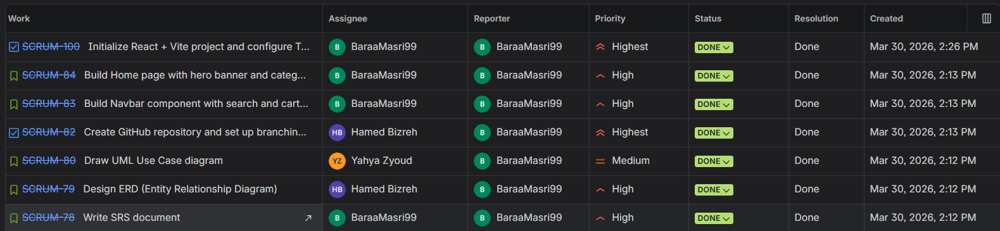 Work Assignee Reporter Priority Status Resolution Created
SCRUM-100 Initialize React + Vite project and configure T... B BaraaMasri99 B BaraaMasri99 Highest DONE Done Mar 30, 2026, 2:26 PM
SCRUM-84 Build Home page with hero banner and categ... B BaraaMasri99 B BaraaMasri99 High DONE Done Mar 30, 2026, 2:13 PM
SCRUM-83 Build Navbar component with search and cart... B BaraaMasri99 B BaraaMasri99 High DONE Done Mar 30, 2026, 2:13 PM
SCRUM-82 Create GitHub repository and set up branchin... HB Hamed Bizreh B BaraaMasri99 Highest DONE Done Mar 30, 2026, 2:13 PM
SCRUM-80 Draw UML Use Case diagram YZ Yahya Zyoud B BaraaMasri99 Medium DONE Done Mar 30, 2026, 2:12 PM
SCRUM-79 Design ERD (Entity Relationship Diagram) HB Hamed Bizreh B BaraaMasri99 High DONE Done Mar 30, 2026, 2:12 PM
SCRUM-78 Write SRS document B BaraaMasri99 B BaraaMasri99 High DONE Done Mar 30, 2026, 2:12 PM